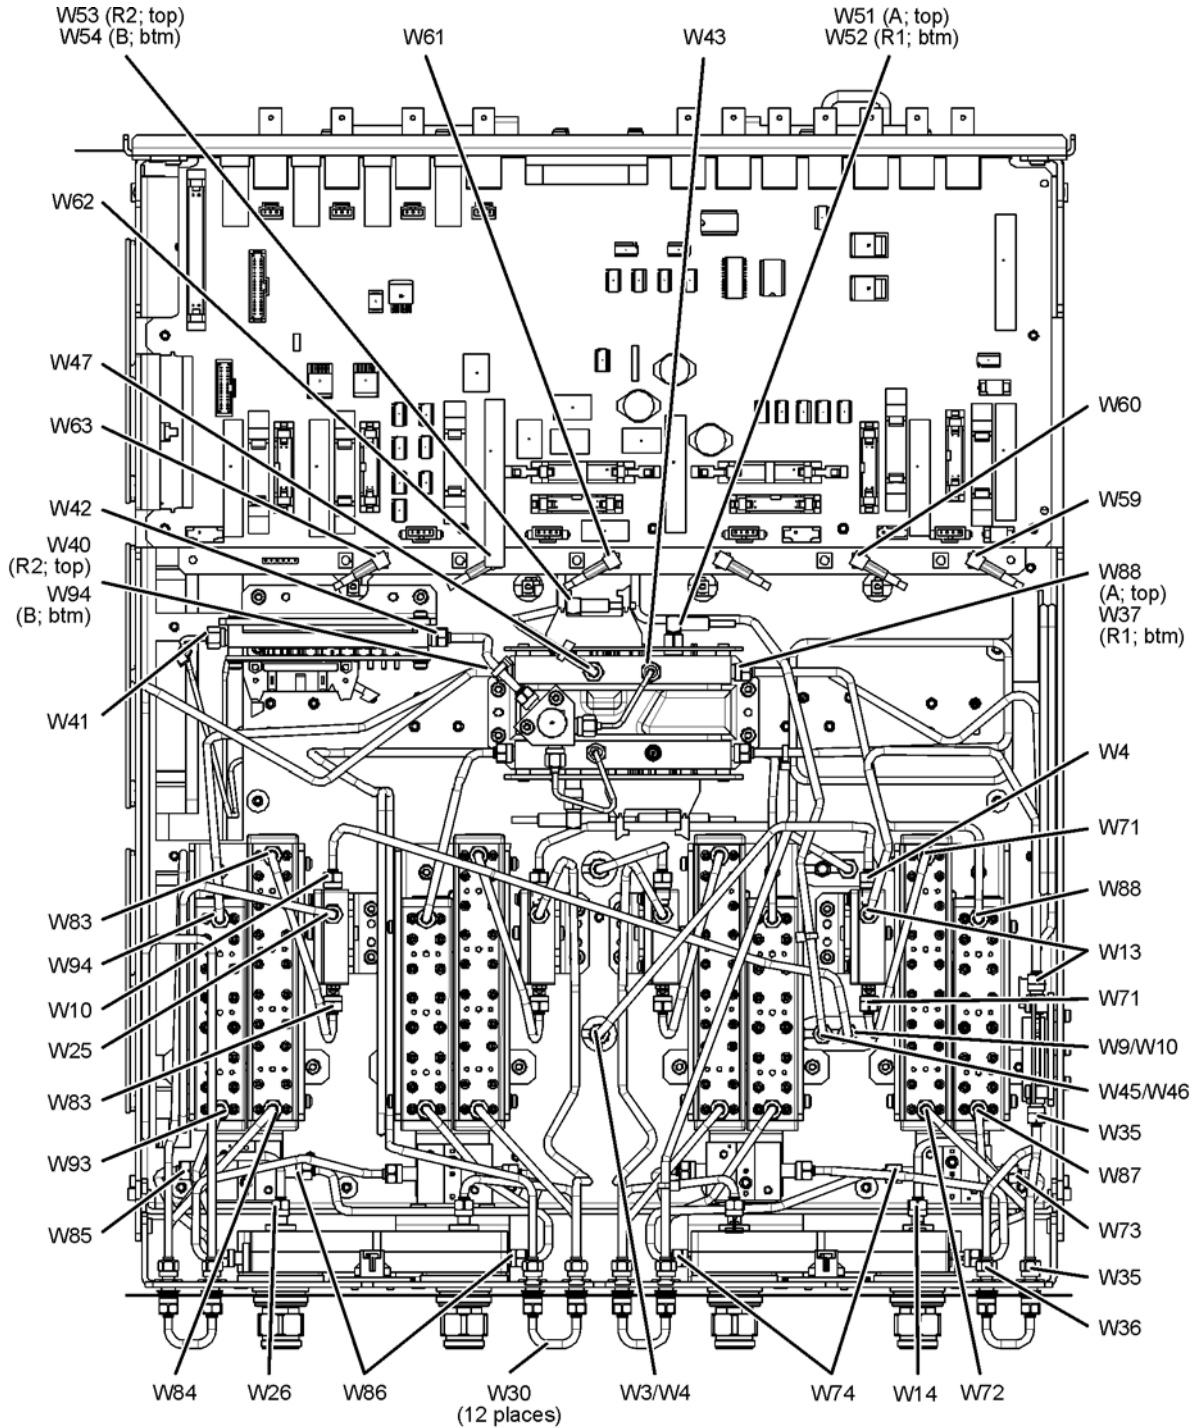 W53 (R2; top)
W54 (B; btm)
W61
W43
W51 (A; top)
W52 (R1; btm)
W62
W47
W63
W42
W40
(R2; top)
W94
(B; btm)
W41
W60
W59
W88
(A; top)
W37
(R1; btm)
W4
W71
W88
W13
W71
W9/W10
W45/W46
W35
W87
W73
W35
W36
W83
W94
W10
W25
W83
W93
W85
W84
W26
W86
W30
(12 places)
W3/W4
W74
W14
W72